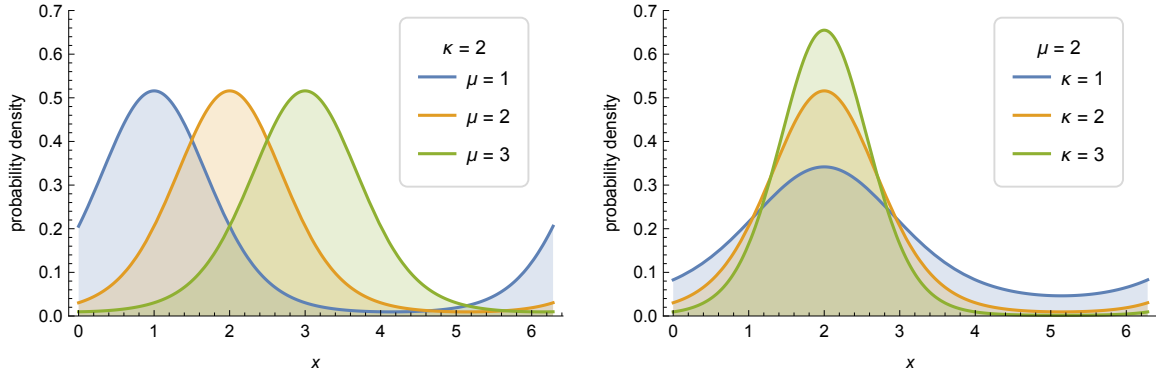 0.7
0.6
0.5
0.4
0.3
0.2
0.1
0.0
probability density
0 1 2 3 4 5 6
x
κ = 2
μ = 1
μ = 2
μ = 3
0.7
0.6
0.5
0.4
0.3
0.2
0.1
0.0
probability density
0 1 2 3 4 5 6
x
μ = 2
κ = 1
κ = 2
κ = 3